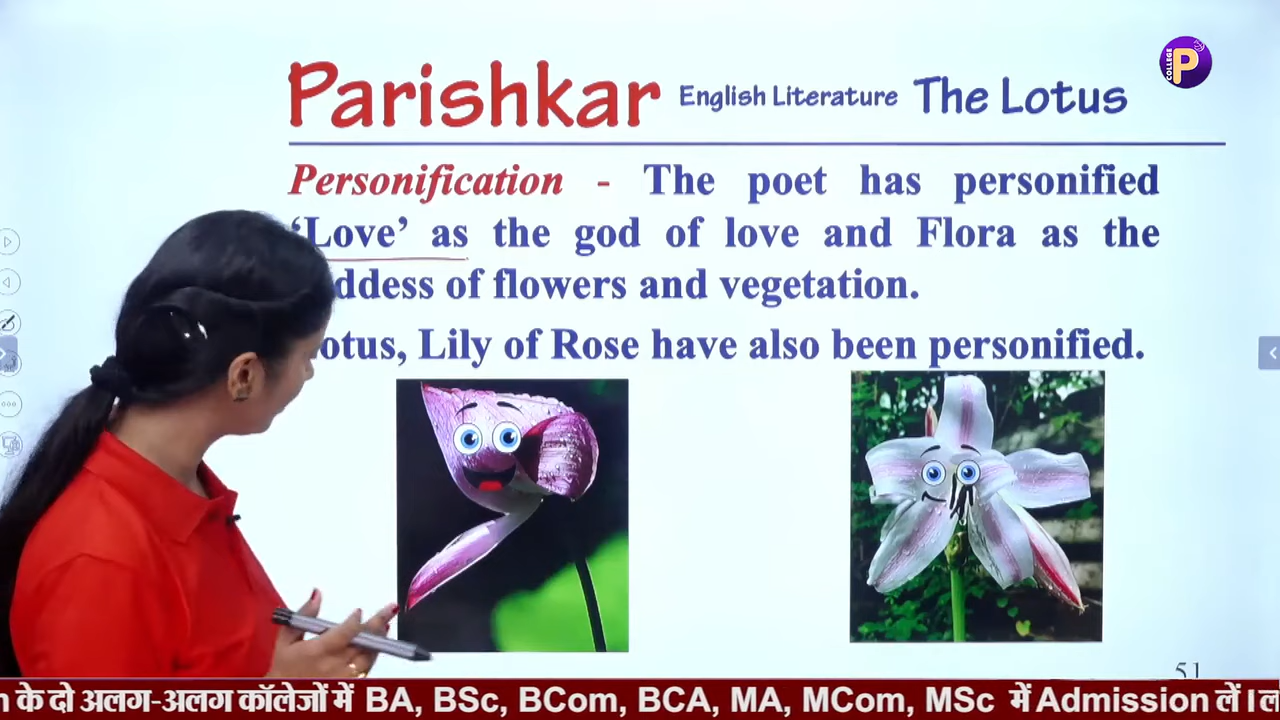 Parishkar English Literature The Lotus
COLLEGE P
Personification - The poet has personified
‘Love’ as the god of love and Flora as the
ddess of flowers and vegetation.
otus, Lily of Rose have also been personified.
51
के दो अलग-अलग कॉलेजों में BA, BSc, BCom, BCA, MA, MCom, MSc में Admission लें।